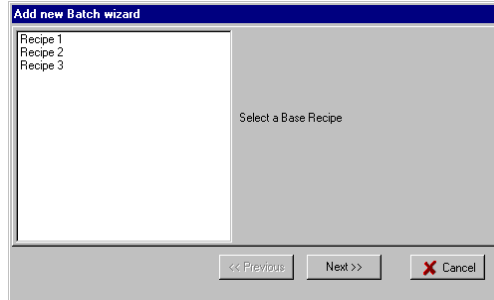 Add new Batch wizard
Recipe 1
Recipe 2
Recipe 3
Select a Base Recipe
<< Previous
Next >>
Cancel